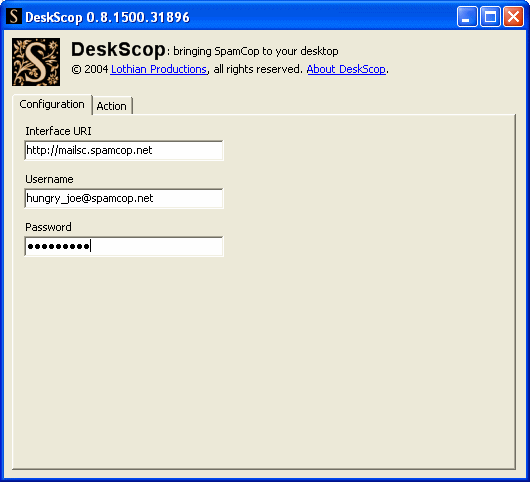 S DeskScop 0.8.1500.31896
S DeskScop: bringing SpamCop to your desktop
© 2004 Lothian Productions, all rights reserved. About DeskScop.
Configuration Action
Interface URI
http://mailsc.spamcop.net
Username
hungry_joe@spamcop.net
Password
●●●●●●●●●